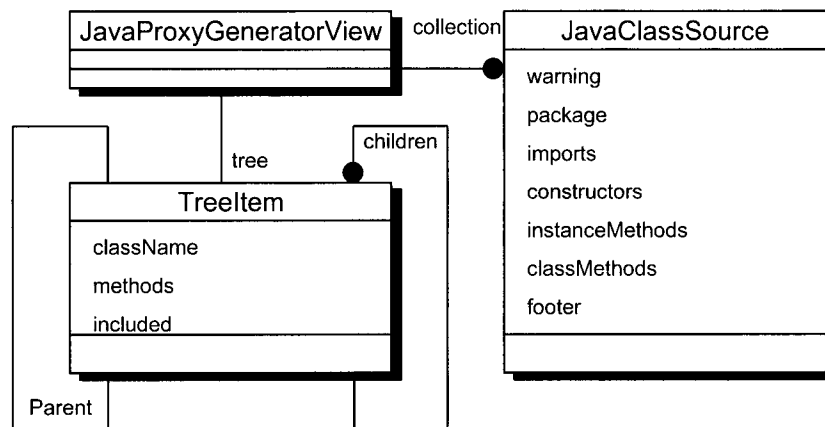 JavaProxyGeneratorView
collection
JavaClassSource
warning
package
imports
constructors
instanceMethods
classMethods
footer
tree
children
TreeItem
className
methods
included
Parent